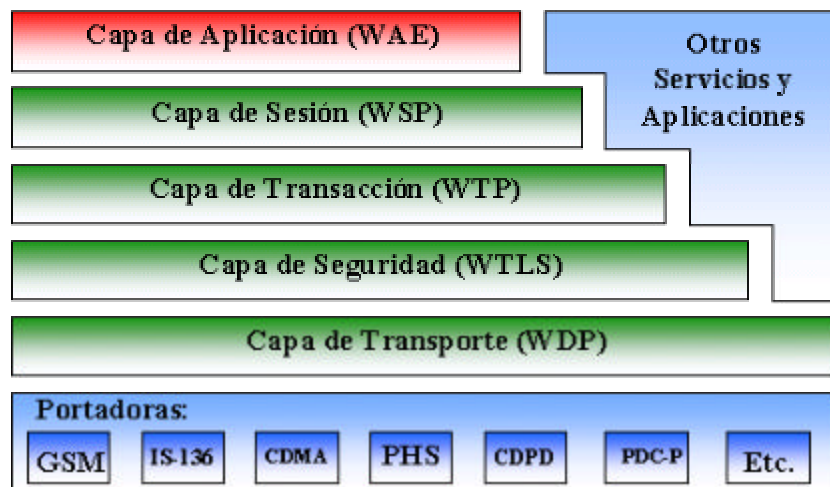 Capa de Aplicación (WAE)
Otros
Servicios y
Aplicaciones
Capa de Sesión (WSP)
Capa de Transacción (WTP)
Capa de Seguridad (WTLS)
Capa de Transporte (WDP)
Portadoras:
GSM IS-136 CDMA PHS CDPD PDC-P Etc.